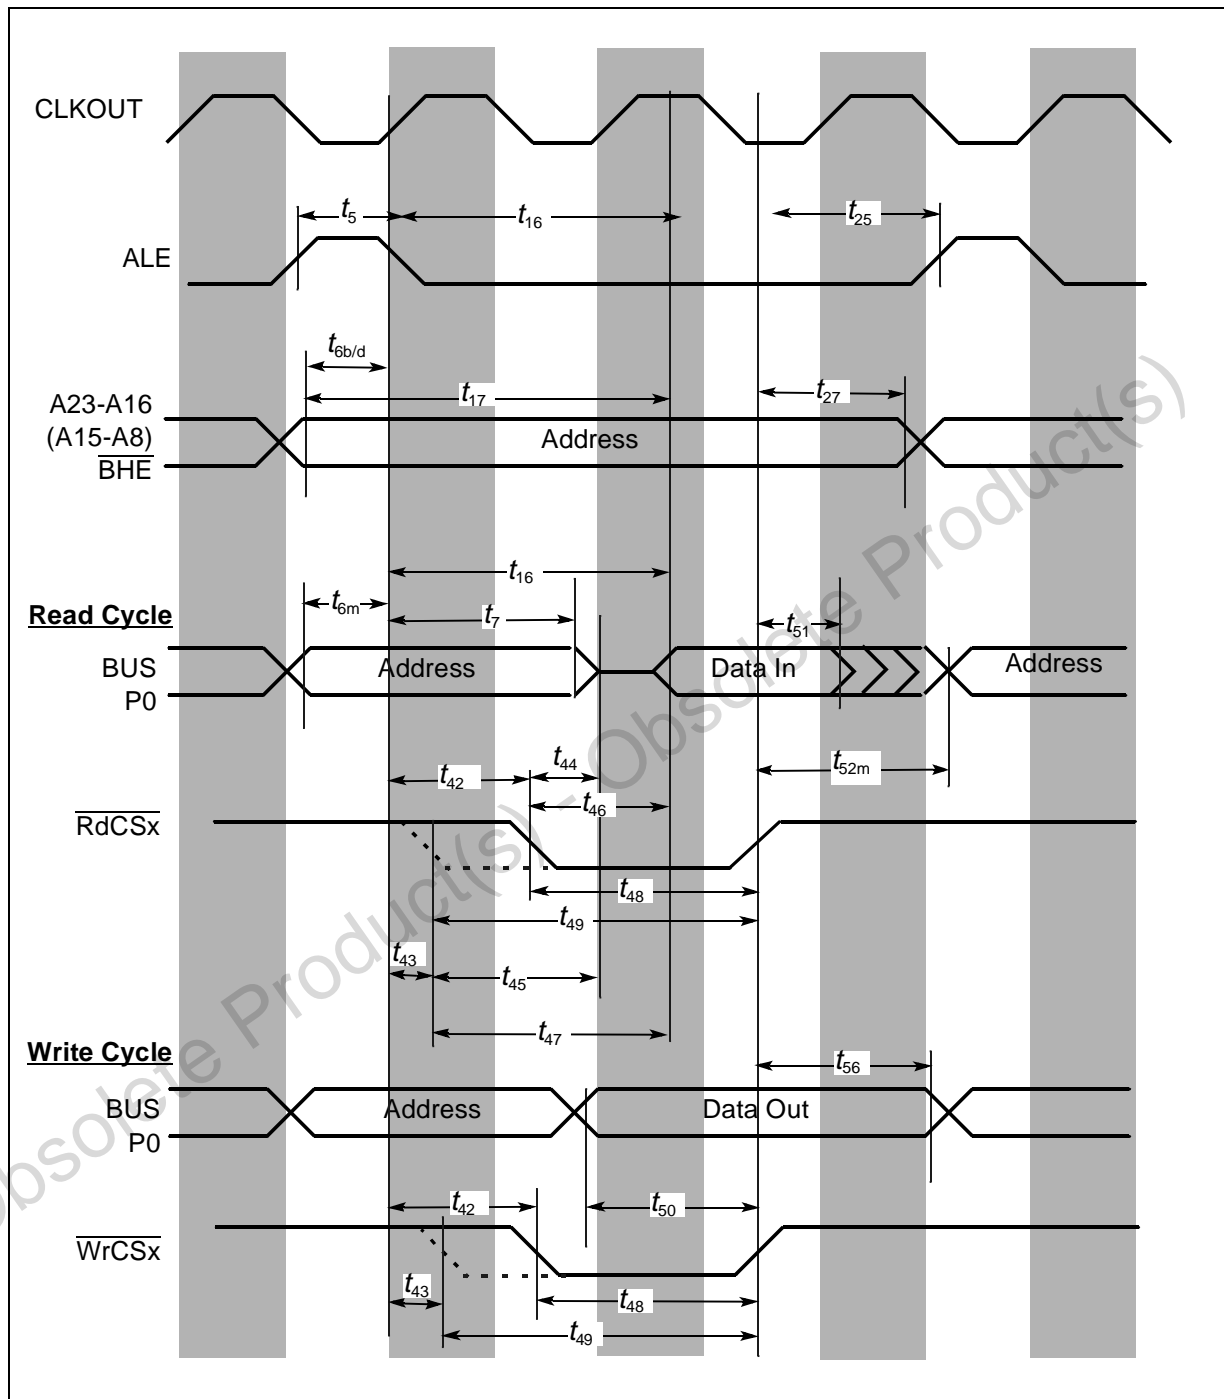 CLKOUT
t5
t16
t25
ALE
t6b/d
t17
t27
A23-A16
(A15-A8)
BHE
Address
t16
t6m
t7
t51
Read Cycle
BUS
P0
Address
Data In
Address
t42
t44
t52m
t46
RdCSx
t48
t49
t43
t45
t47
Write Cycle
t56
BUS
P0
Address
Data Out
t42
t50
WrCSx
t43
t48
t49
Obsolete Product(s) - Obsolete Product(s)